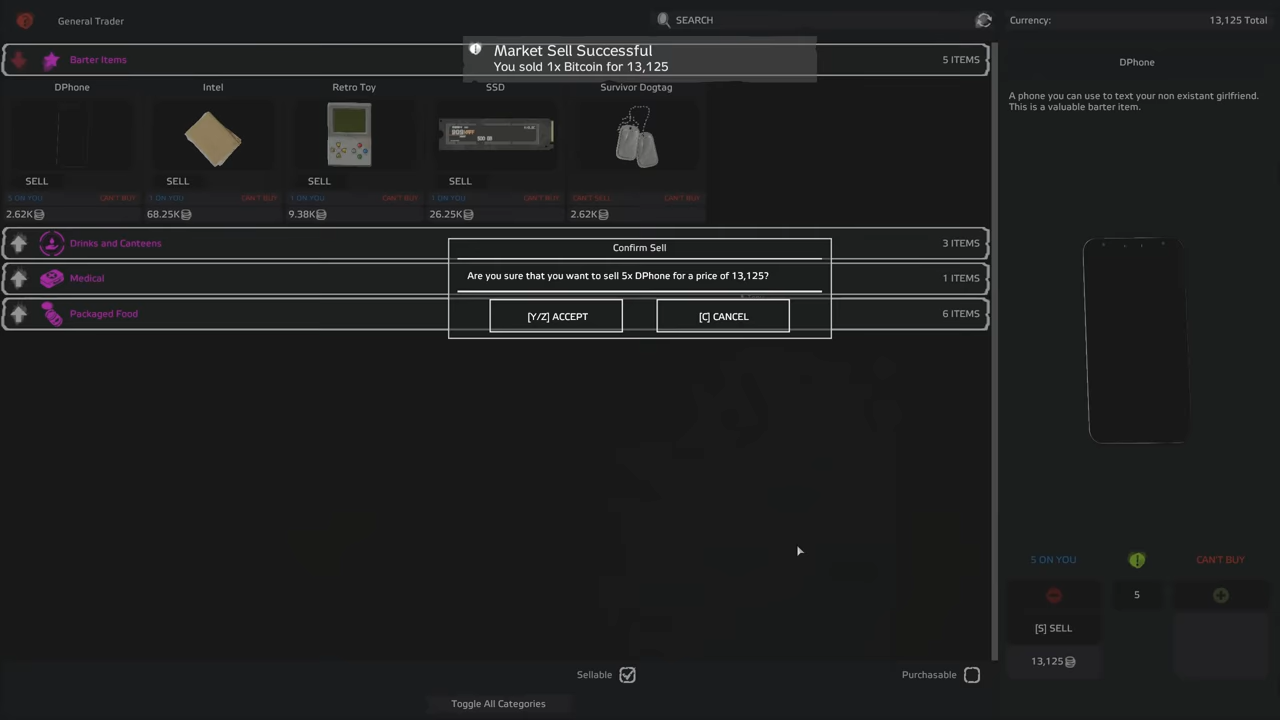 General Trader
SEARCH
Currency:
13,125 Total
Market Sell Successful
You sold 1x Bitcoin for 13,125
Barter Items
5 ITEMS
DPhone
DPhone
Intel
Retro Toy
SSD
Survivor Dogtag
A phone you can use to text your non existant girlfriend.
This is a valuable barter item.
SELL
SELL
SELL
SELL
5 ON YOU
CAN'T BUY
1 ON YOU
CAN'T BUY
1 ON YOU
CAN'T BUY
1 ON YOU
CAN'T BUY
CAN'T SELL
CAN'T BUY
2.62K
68.25K
9.38K
26.25K
2.62K
Drinks and Canteens
3 ITEMS
Confirm Sell
Are you sure that you want to sell 5x DPhone for a price of 13,125?
Medical
1 ITEMS
Packaged Food
6 ITEMS
[Y/Z] ACCEPT
[C] CANCEL
5 ON YOU
CAN'T BUY
5
[S] SELL
13,125
Sellable
Purchasable
Toggle All Categories